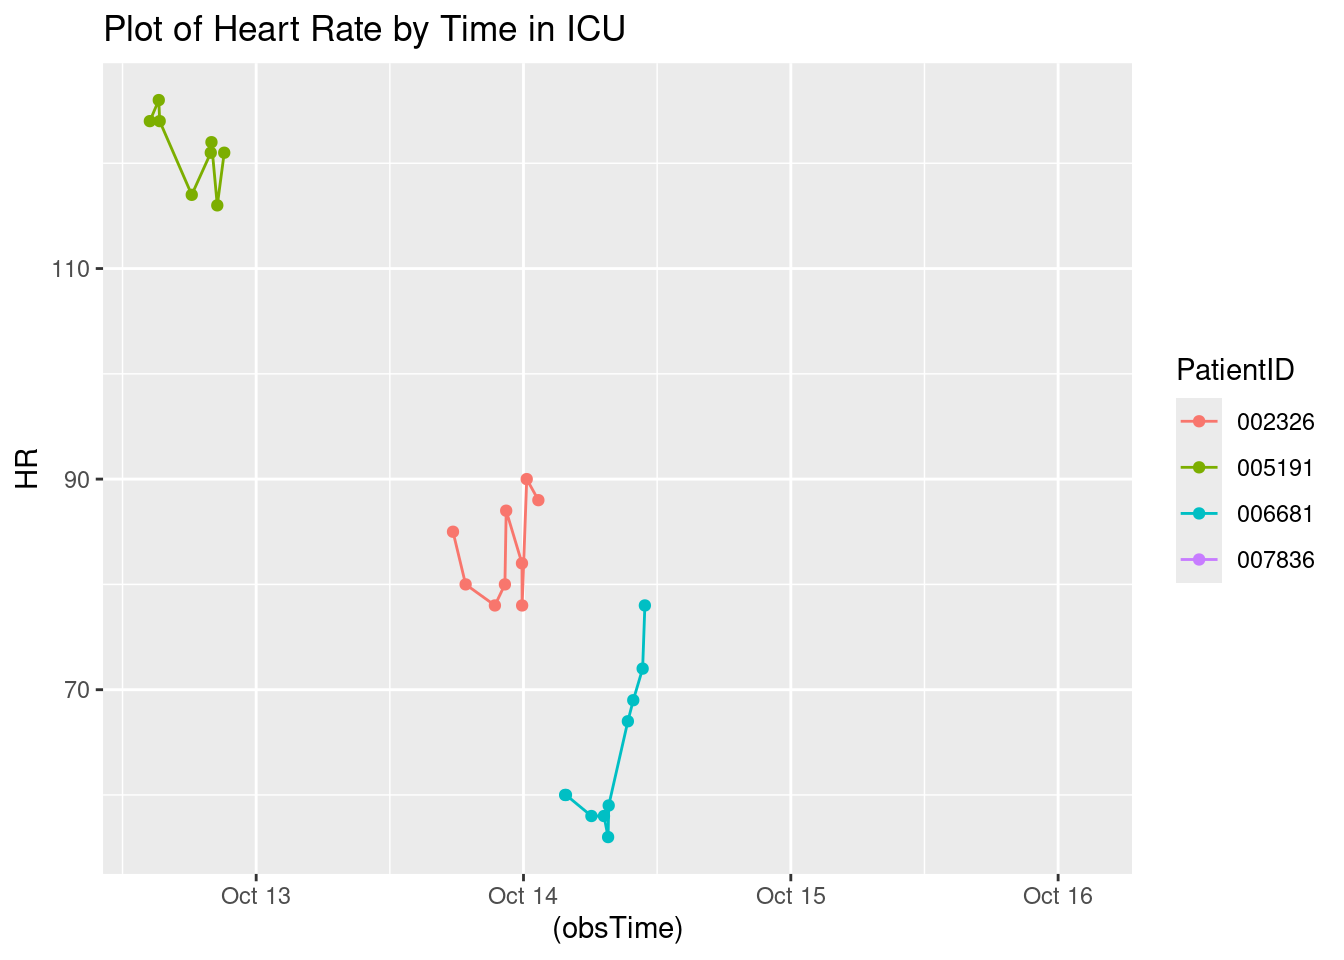 Plot of Heart Rate by Time in ICU
HR
110
90
70
Oct 13
Oct 14
Oct 15
Oct 16
(obsTime)
PatientID
002326
005191
006681
007836